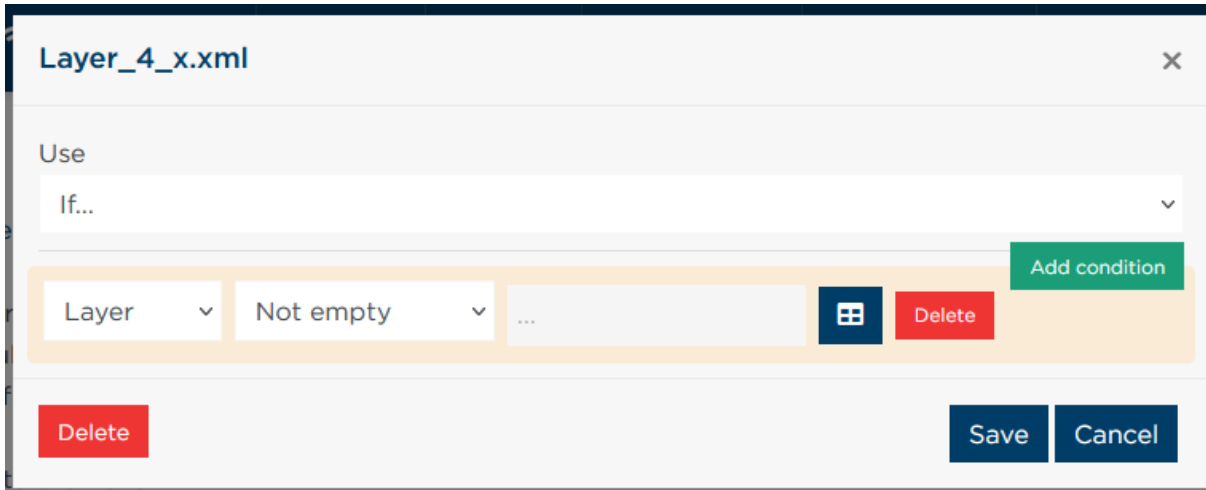 Layer_4_x.xml
Use
If...
Add condition
Layer Not empty ... Delete
Delete Save Cancel